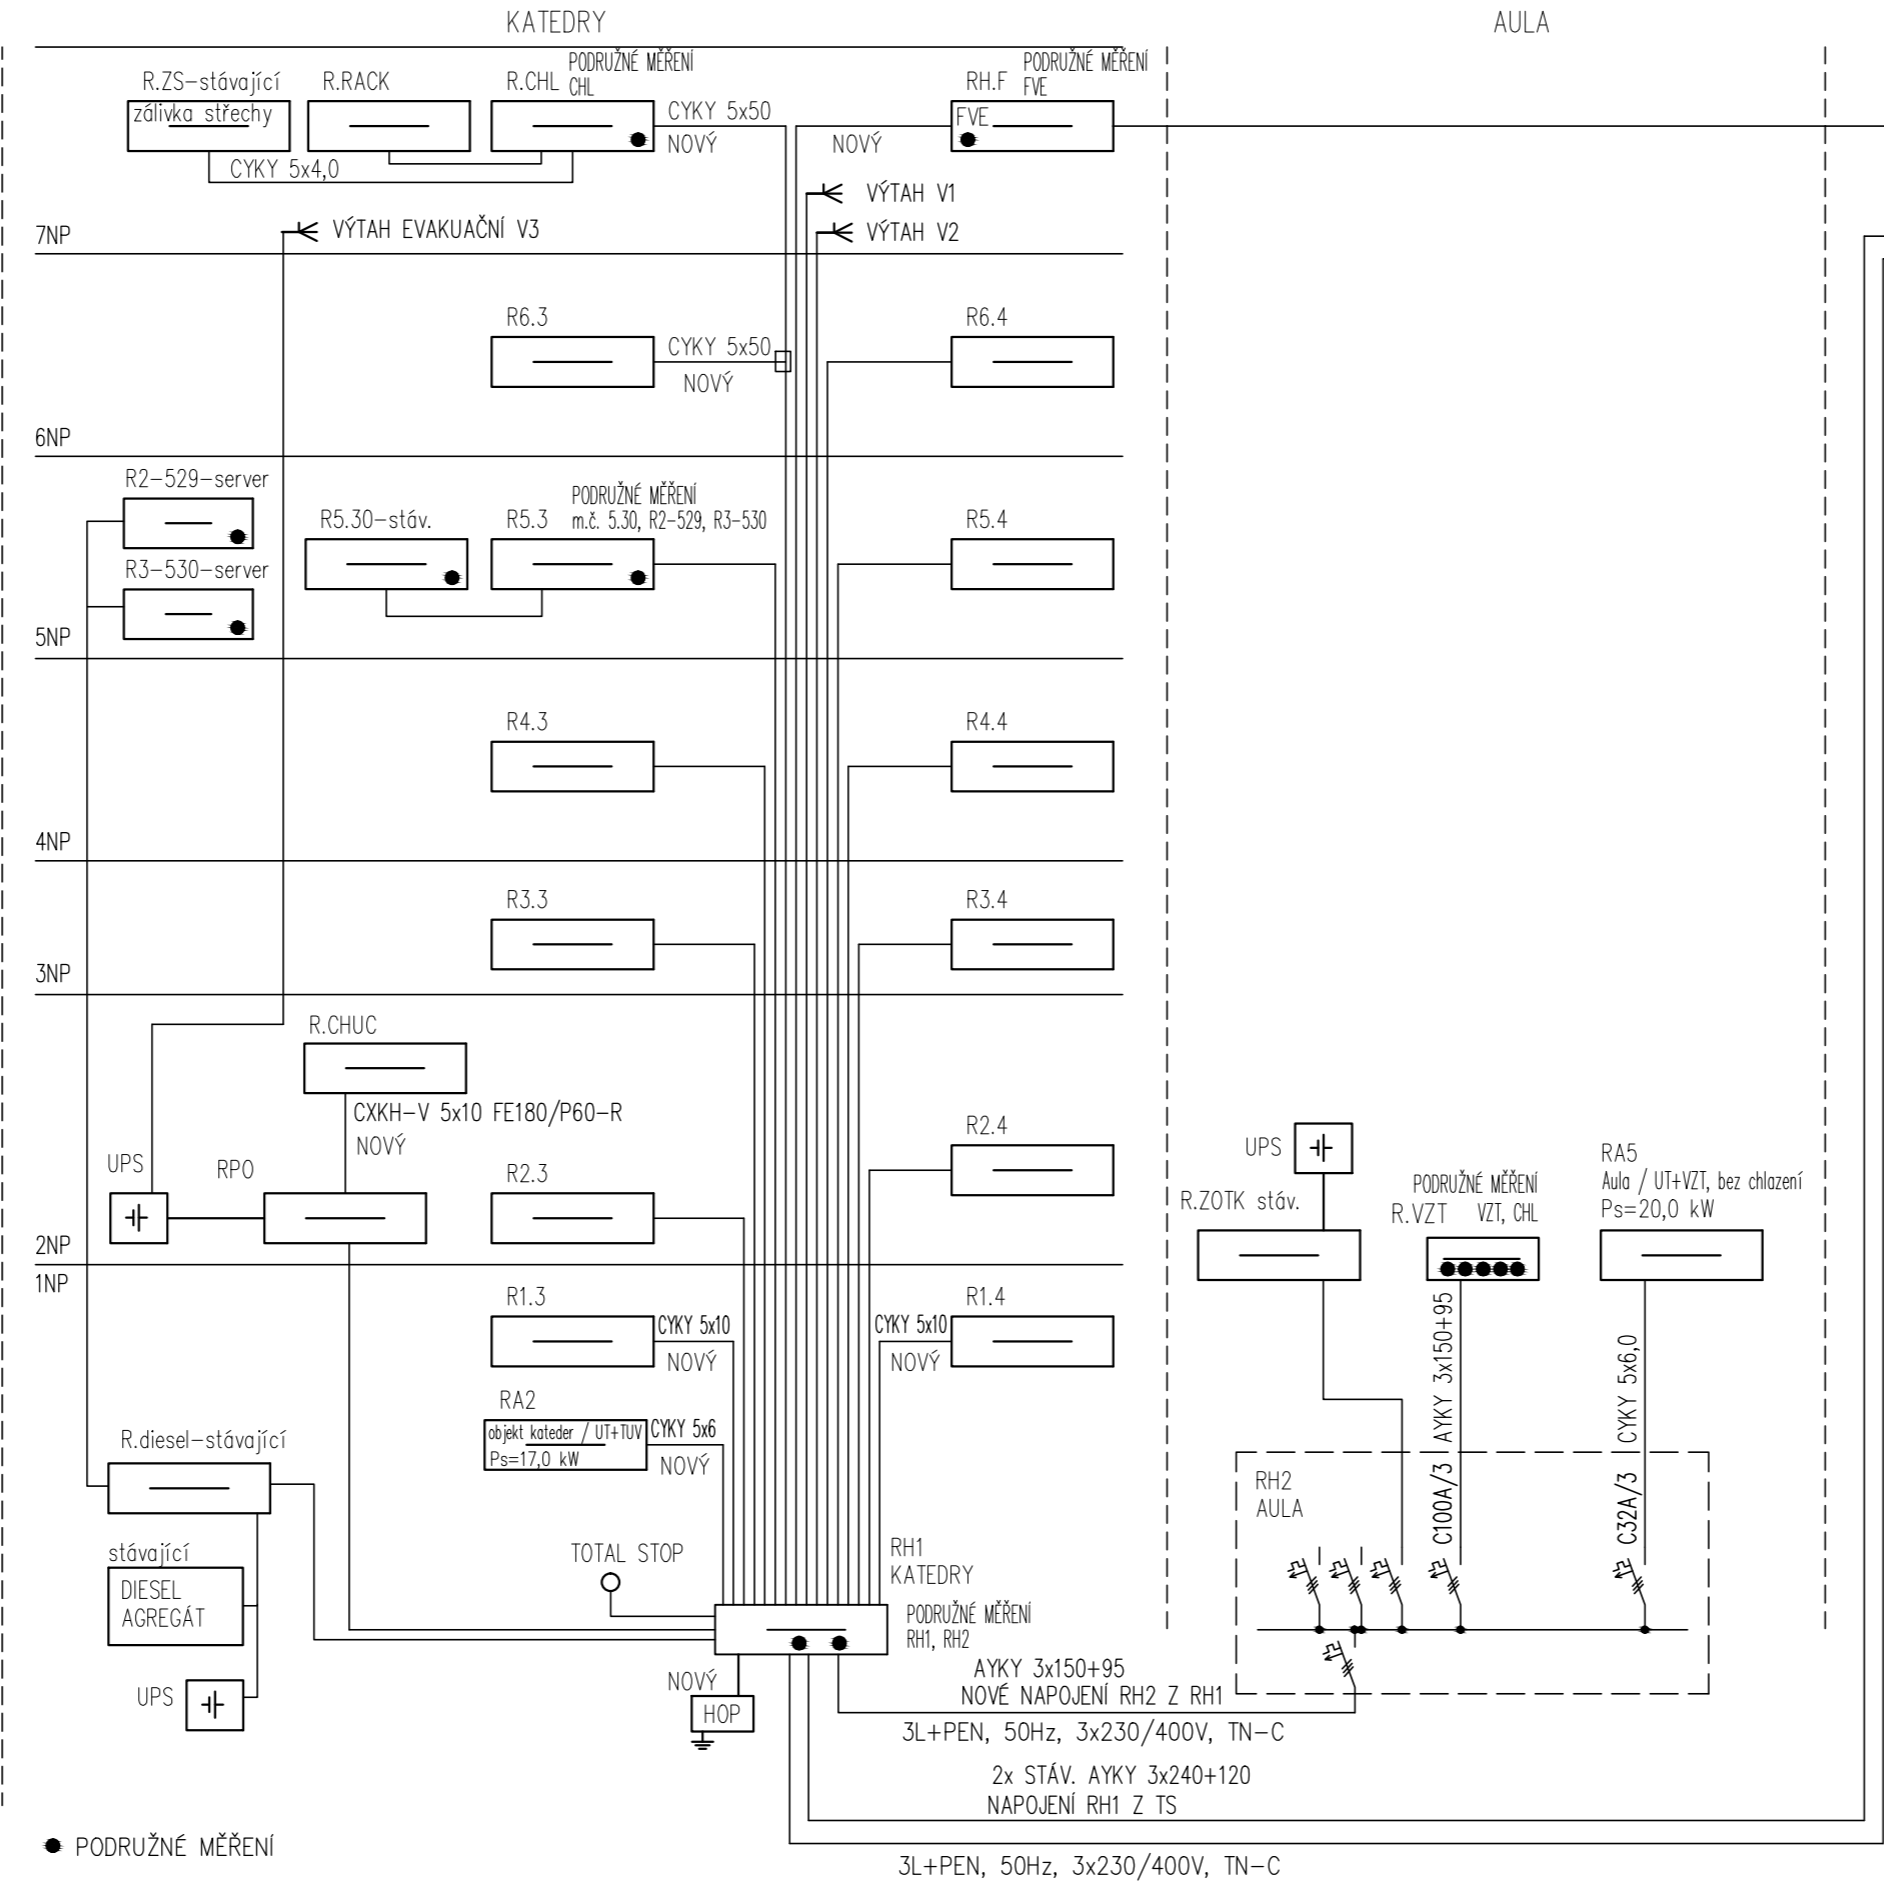 KATEDRY
AULA
R.ZS-stávající
zálivka střechy
R.RACK
R.CHL
PODRUŽNÉ MĚŘENÍ
CHL
CYKY 5x50
NOVÝ
CYKY 5x4,0
RH.F
PODRUŽNÉ MĚŘENÍ
FVE
FVE
NOVÝ
VÝTAH V1
VÝTAH V2
VÝTAH EVAKUAČNÍ V3
7NP
R6.3
CYKY 5x50
NOVÝ
R6.4
6NP
R2-529-server
R3-530-server
R5.30-stáv.
R5.3
PODRUŽNÉ MĚŘENÍ
m.č. 5.30, R2-529, R3-530
R5.4
5NP
R4.3
R4.4
4NP
R3.3
R3.4
3NP
R.CHUC
CXKH-V 5x10 FE180/P60-R
NOVÝ
UPS
RPO
R2.3
R2.4
2NP
1NP
R1.3
CYKY 5x10
NOVÝ
CYKY 5x10
NOVÝ
R1.4
RA2
objekt kateder / UT+TUV
Ps=17,0 kW
CYKY 5x6
NOVÝ
R.diesel-stávající
stávající
DIESEL
AGREGÁT
UPS
TOTAL STOP
RH1
KATEDRY
PODRUŽNÉ MĚŘENÍ
RH1, RH2
NOVÝ
HOP
UPS
R.ZOTK stáv.
PODRUŽNÉ MĚŘENÍ
R.VZT
VZT, CHL
RA5
Aula / UT+VZT, bez chlazení
Ps=20,0 kW
C100A/3 AYKY 3x150+95
C32A/3 CYKY 5x6,0
RH2
AULA
AYKY 3x150+95
NOVÉ NAPOJENÍ RH2 Z RH1
3L+PEN, 50Hz, 3x230/400V, TN-C
2x STÁV. AYKY 3x240+120
NAPOJENÍ RH1 Z TS
3L+PEN, 50Hz, 3x230/400V, TN-C
PODRUŽNÉ MĚŘENÍ